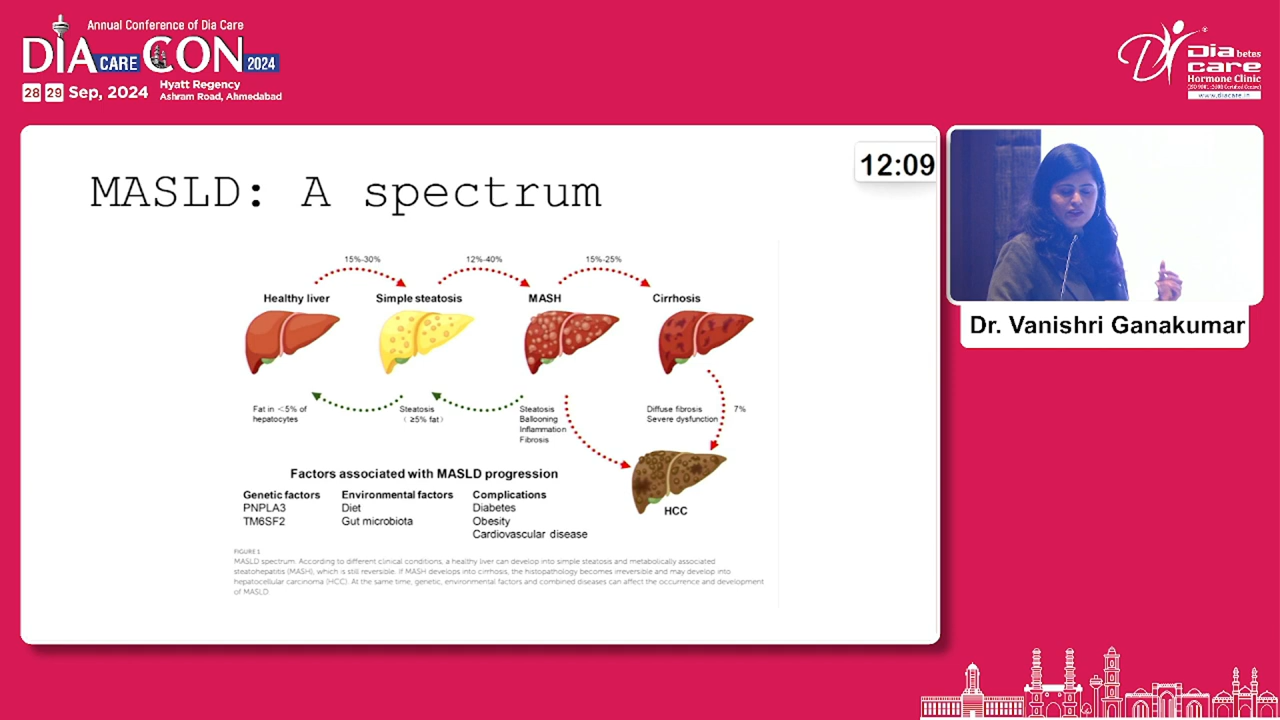 Annual Conference of Dia Care
DIA CARE CON 2024
28 29 Sep, 2024
Hyatt Regency
Ashram Road, Ahmedabad
Diabetes
care
Hormone Clinic
www.diacare.in
12:09
MASLD: A spectrum
15%-30% 12%-40% 15%-25%
Healthy liver Simple steatosis MASH Cirrhosis
Fat in <5% of
hepatocytes
Steatosis
( ≥5% fat)
Steatosis
Ballooning
Inflammation
Fibrosis
Diffuse fibrosis
Severe dysfunction
7%
HCC
Factors associated with MASLD progression
Genetic factors Environmental factors Complications
PNPLA3 Diet Diabetes
TM6SF2 Gut microbiota Obesity
Cardiovascular disease
FIGURE 1
MASLD spectrum. According to different clinical conditions, a healthy liver can develop into simple steatosis and metabolically associated
steatohepatitis (MASH), which is still reversible. If MASH develops into cirrhosis, the histopathology becomes irreversible and may develop into
hepatocellular carcinoma (HCC). At the same time, genetic, environmental factors and combined diseases can affect the occurrence and development
of MASLD
Dr. Vanishri Ganakumar